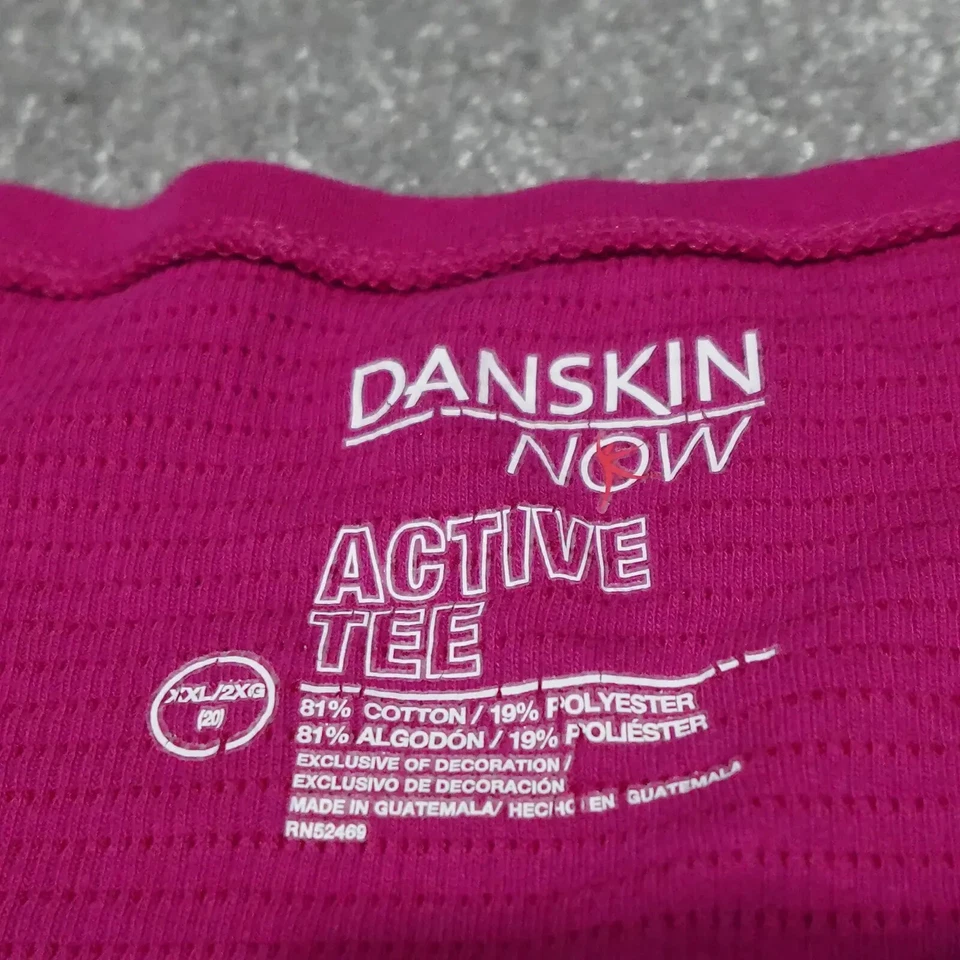 DANSKIN
NOW
ACTIVE
TEE
XXL/2XG
(20)
81% COTTON / 19% POLYESTER
81% ALGODÓN / 19% POLIÉSTER
EXCLUSIVE OF DECORATION /
EXCLUSIVO DE DECORACIÓN
MADE IN GUATEMALA/ HECHO EN GUATEMALA
RN52469